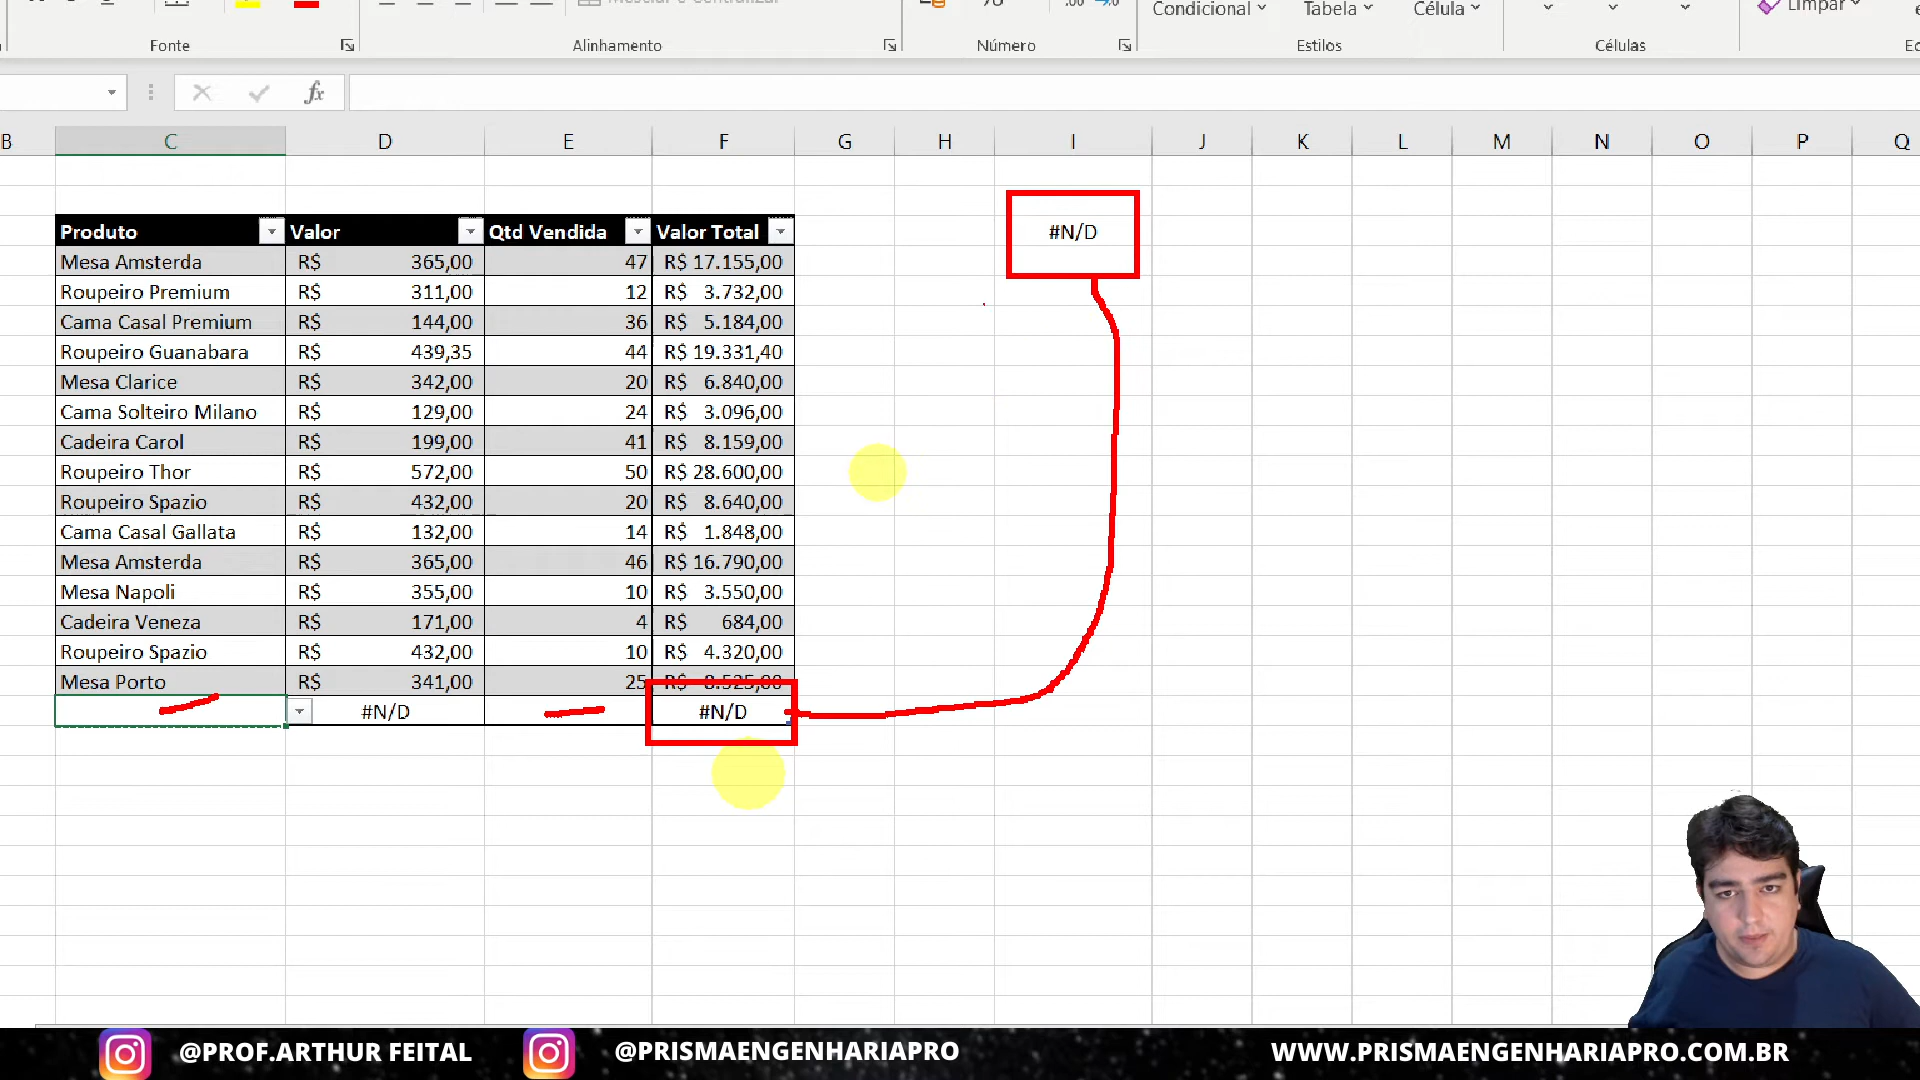 Mesclar e Centralizar
Condicional
Tabela
Célula
Limpar
Fonte
Alinhamento
Número
Estilos
Células
fx
B C D E F G H I J K L M N O P Q
Produto Valor Qtd Vendida Valor Total #N/D
Mesa Amsterda R$ 365,00 47 R$ 17.155,00
Roupeiro Premium R$ 311,00 12 R$ 3.732,00
Cama Casal Premium R$ 144,00 36 R$ 5.184,00
Roupeiro Guanabara R$ 439,35 44 R$ 19.331,40
Mesa Clarice R$ 342,00 20 R$ 6.840,00
Cama Solteiro Milano R$ 129,00 24 R$ 3.096,00
Cadeira Carol R$ 199,00 41 R$ 8.159,00
Roupeiro Thor R$ 572,00 50 R$ 28.600,00
Roupeiro Spazio R$ 432,00 20 R$ 8.640,00
Cama Casal Gallata R$ 132,00 14 R$ 1.848,00
Mesa Amsterda R$ 365,00 46 R$ 16.790,00
Mesa Napoli R$ 355,00 10 R$ 3.550,00
Cadeira Veneza R$ 171,00 4 R$ 684,00
Roupeiro Spazio R$ 432,00 10 R$ 4.320,00
Mesa Porto R$ 341,00 25 R$ 8.525,00
#N/D #N/D
@PROF.ARTHUR FEITAL @PRISMAENGENHARIAPRO WWW.PRISMAENGENHARIAPRO.COM.BR